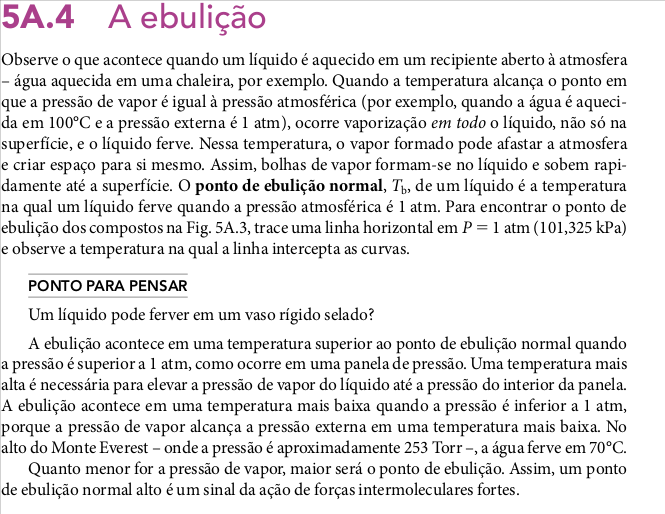 5A.4 A ebulição
Observe o que acontece quando um líquido é aquecido em um recipiente aberto à atmosfera
– água aquecida em uma chaleira, por exemplo. Quando a temperatura alcança o ponto em
que a pressão de vapor é igual à pressão atmosférica (por exemplo, quando a água é aqueci-
da em 100°C e a pressão externa é 1 atm), ocorre vaporização em todo o líquido, não só na
superfície, e o líquido ferve. Nessa temperatura, o vapor formado pode afastar a atmosfera
e criar espaço para si mesmo. Assim, bolhas de vapor formam-se no líquido e sobem rapi-
damente até a superfície. O ponto de ebulição normal, Tb, de um líquido é a temperatura
na qual um líquido ferve quando a pressão atmosférica é 1 atm. Para encontrar o ponto de
ebulição dos compostos na Fig. 5A.3, trace uma linha horizontal em P = 1 atm (101,325 kPa)
e observe a temperatura na qual a linha intercepta as curvas.
PONTO PARA PENSAR
Um líquido pode ferver em um vaso rígido selado?
A ebulição acontece em uma temperatura superior ao ponto de ebulição normal quando
a pressão é superior a 1 atm, como ocorre em uma panela de pressão. Uma temperatura mais
alta é necessária para elevar a pressão de vapor do líquido até a pressão do interior da panela.
A ebulição acontece em uma temperatura mais baixa quando a pressão é inferior a 1 atm,
porque a pressão de vapor alcança a pressão externa em uma temperatura mais baixa. No
alto do Monte Everest – onde a pressão é aproximadamente 253 Torr –, a água ferve em 70°C.
Quanto menor for a pressão de vapor, maior será o ponto de ebulição. Assim, um ponto
de ebulição normal alto é um sinal da ação de forças intermoleculares fortes.